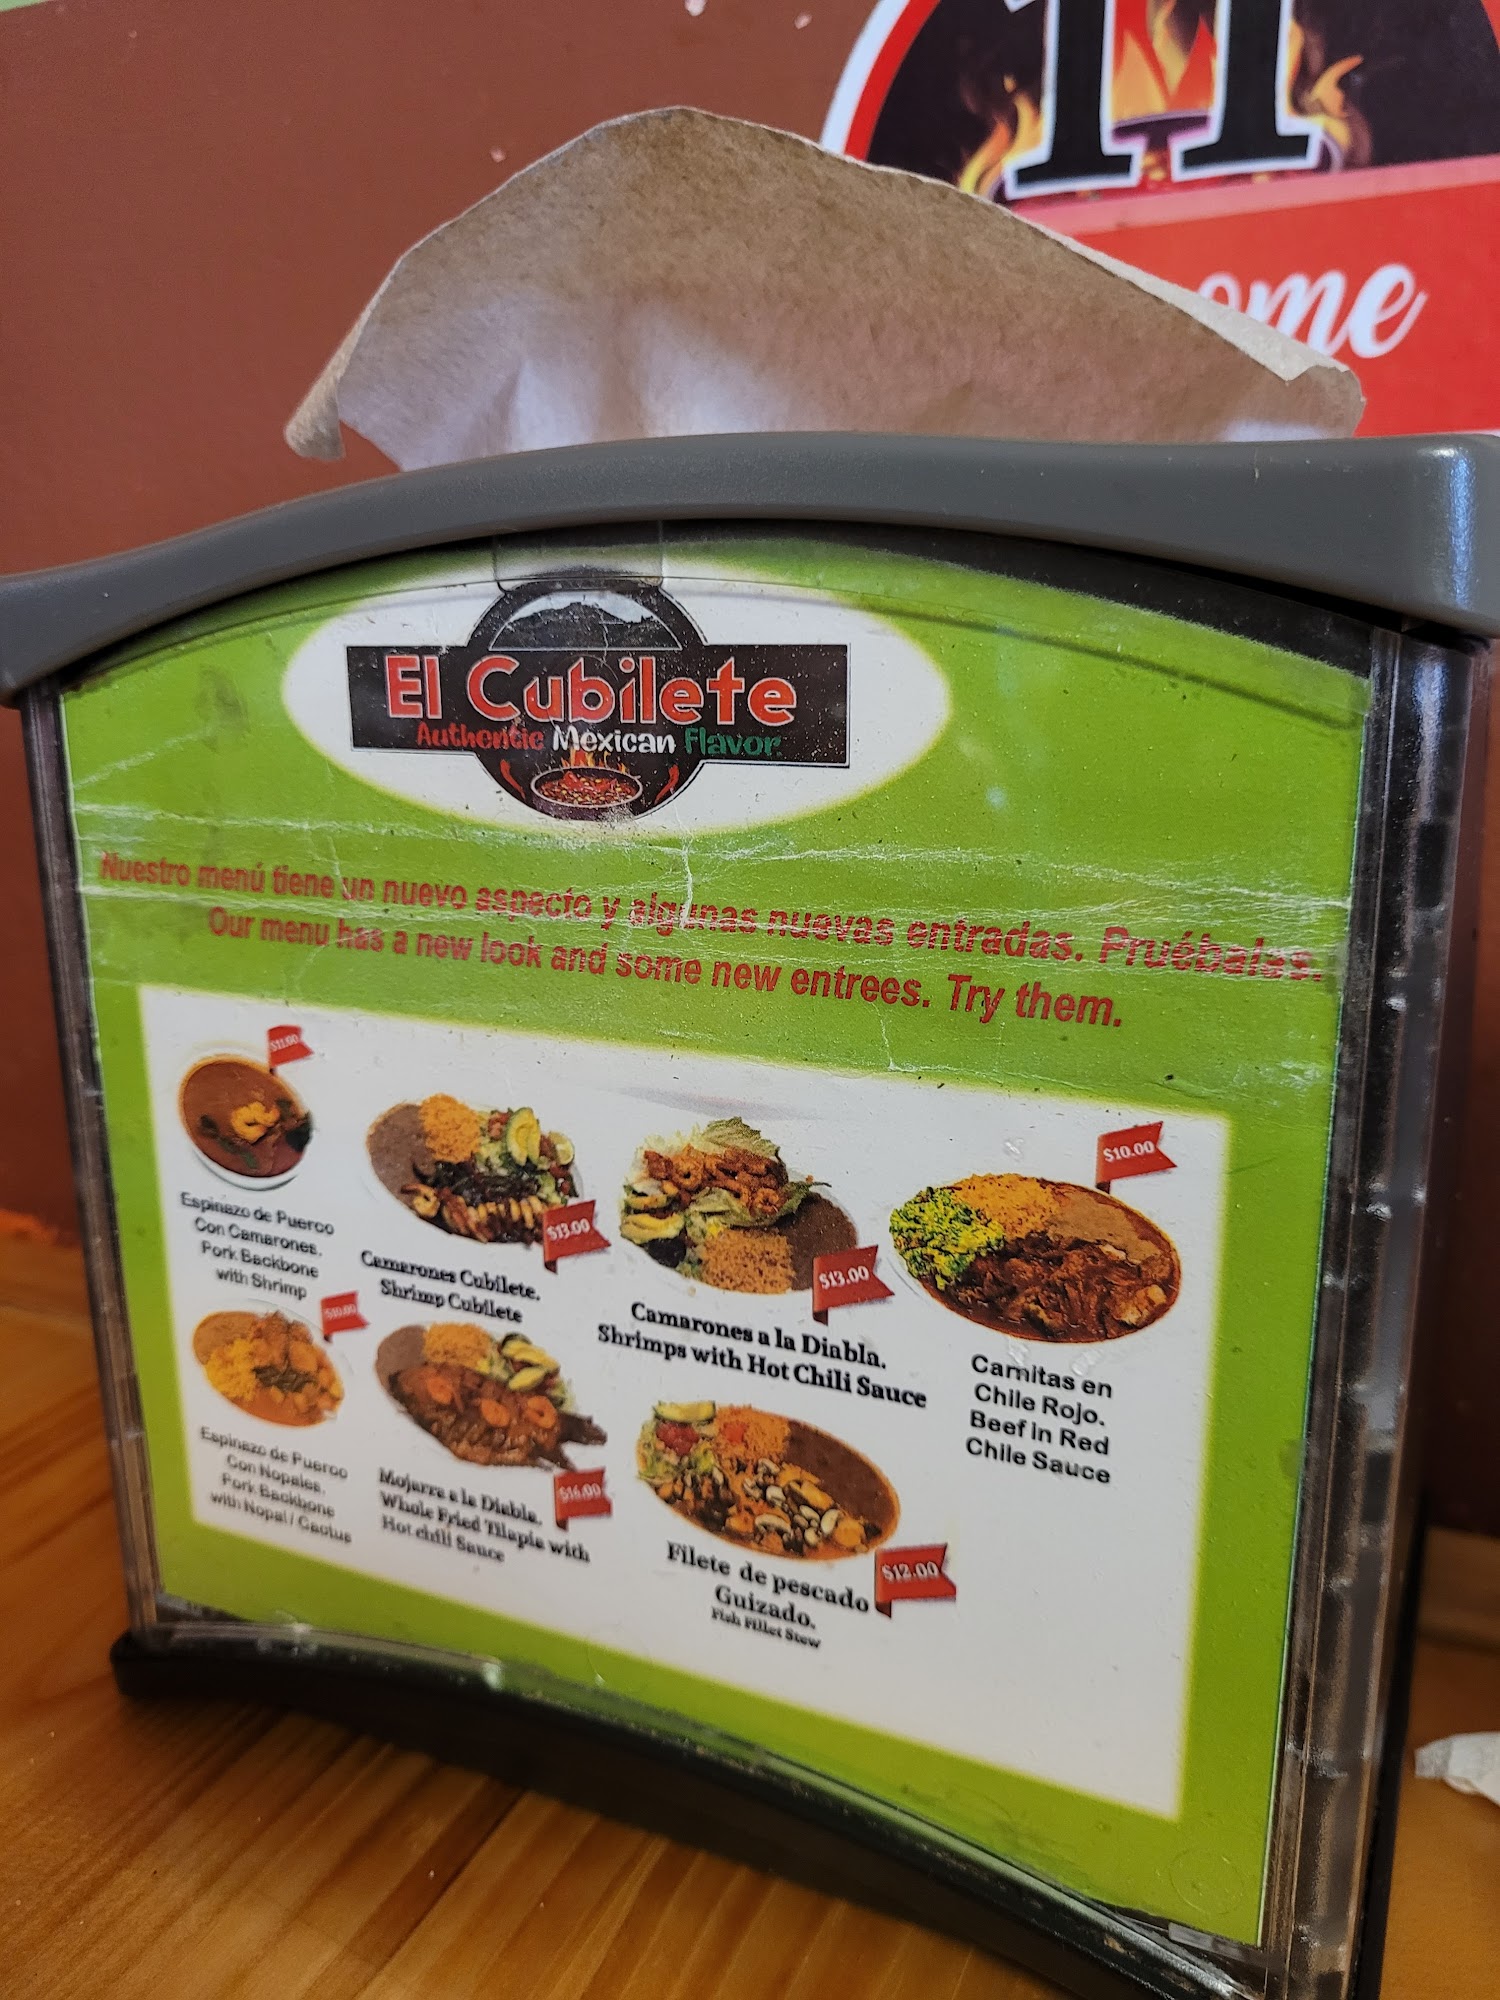 ome
El Cubilete
Authentic Mexican Flavor
Nuestro menú tiene un nuevo aspecto y algunas nuevas entradas. Pruébalas.
Our menu has a new look and some new entrees. Try them.
$11.00
Espinazo de Puerco
Con Camarones.
Pork Backbone
with Shrimp
$13.00
Camarones Cubilete.
Shrimp Cubilete
$13.00
Camarones a la Diabla.
Shrimps with Hot Chili Sauce
$10.00
Carnitas en
Chile Rojo.
Beef in Red
Chile Sauce
$10.00
Espinazo de Puerco
Con Nopales.
Pork Backbone
with Nopal / Cactus
$16.00
Mojarra a la Diabla.
Whole Fried Tilapia with
Hot chili Sauce
$12.00
Filete de pescado
Guizado.
Fish Fillet Stew